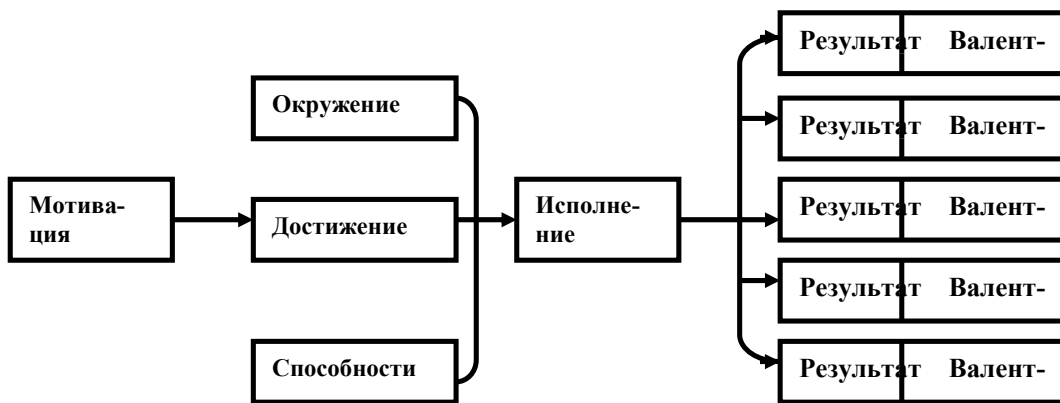 Мотива-
ция
Окружение
Достижение
Способности
Исполне-
ние
Результат Валент-
Результат Валент-
Результат Валент-
Результат Валент-
Результат Валент-